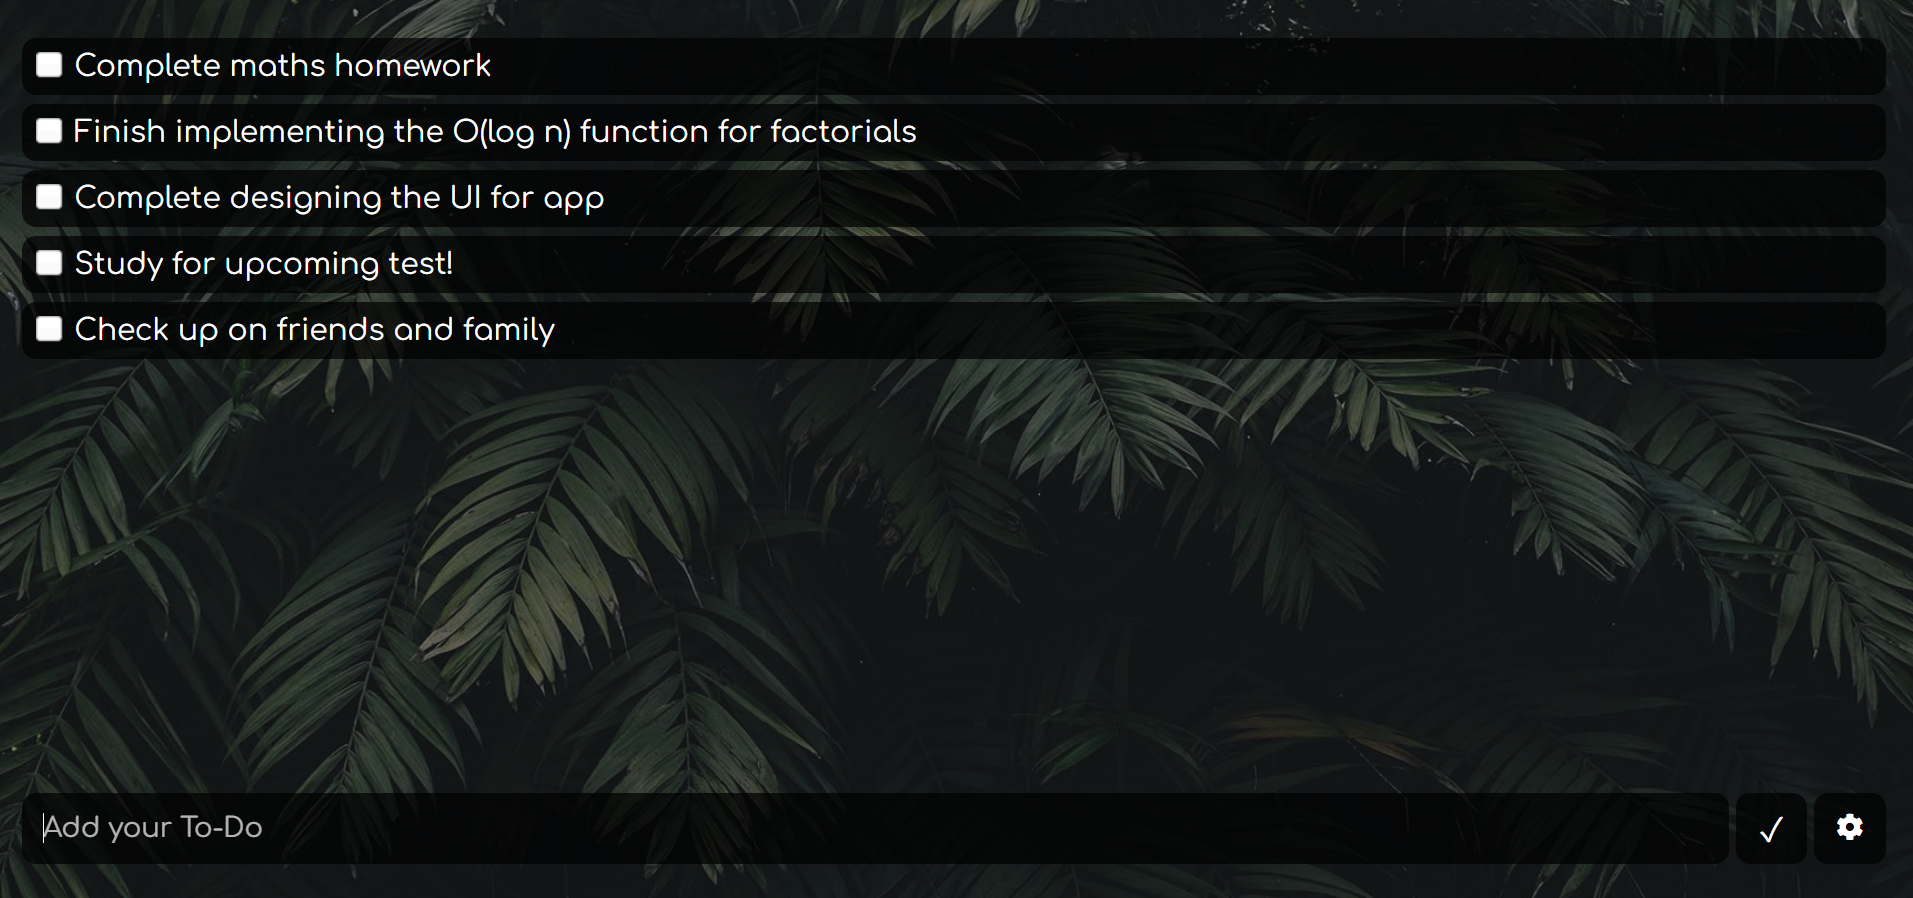 Complete maths homework
Finish implementing the O(log n) function for factorials
Complete designing the UI for app
Study for upcoming test!
Check up on friends and family
Add your To-Do